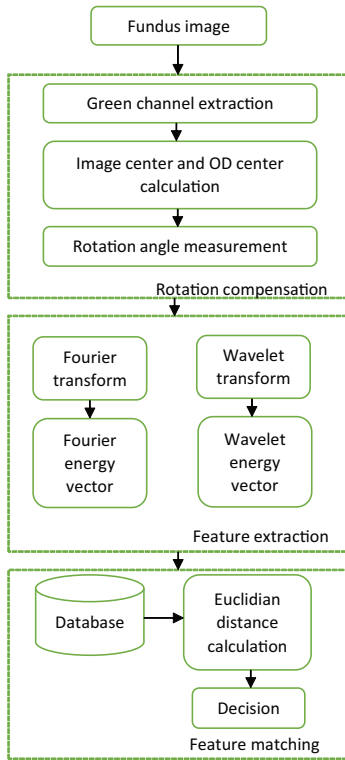 Fundus image
Green channel extraction
Image center and OD center
calculation
Rotation angle measurement
Rotation compensation
Fourier
transform
Wavelet
transform
Fourier
energy
vector
Wavelet
energy
vector
Feature extraction
Database
Euclidian
distance
calculation
Decision
Feature matching